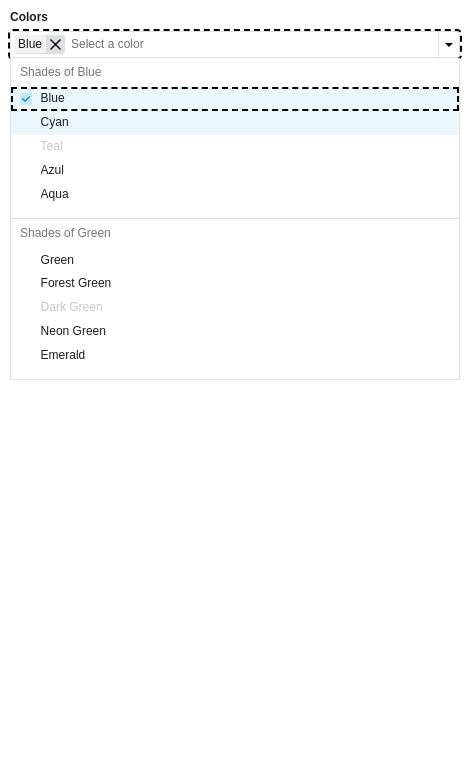 Colors
Blue Select a color
Shades of Blue
Blue
Cyan
Teal
Azul
Aqua
Shades of Green
Green
Forest Green
Dark Green
Neon Green
Emerald